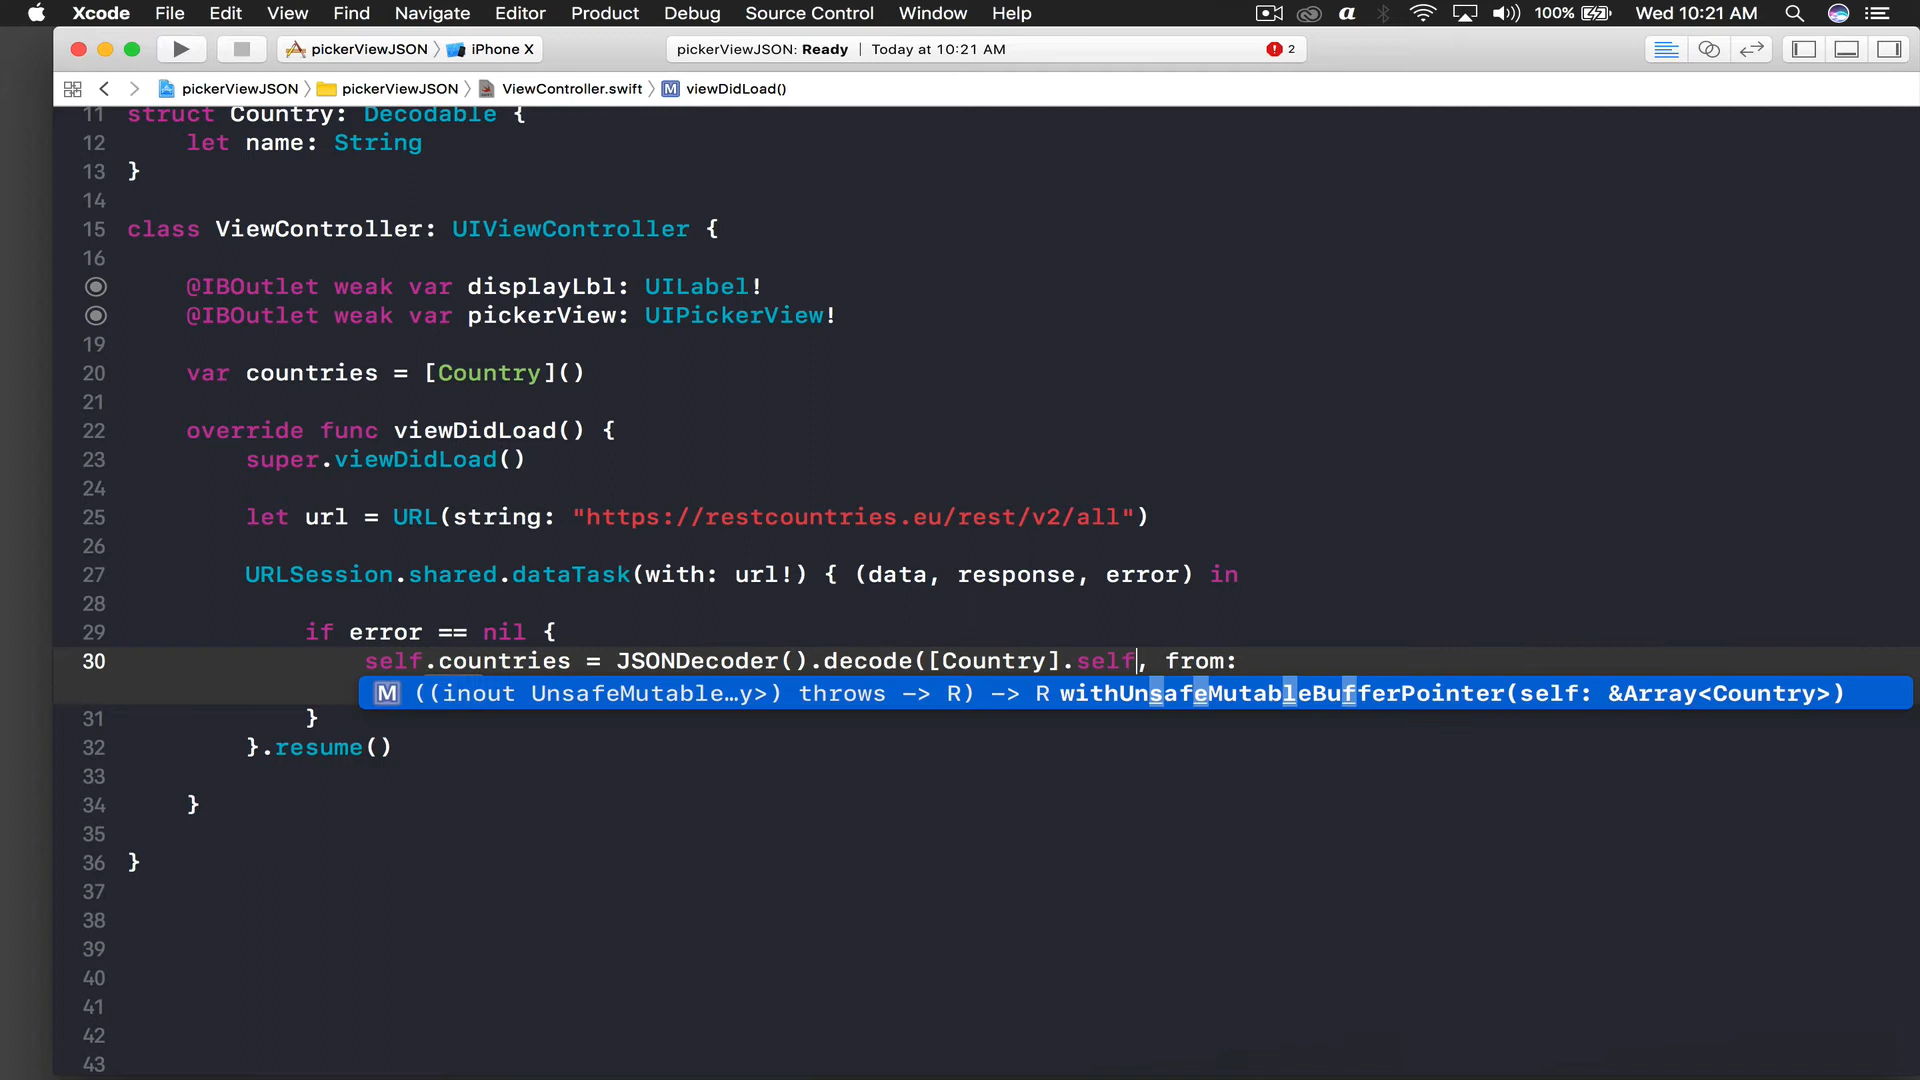 Xcode File Edit View Find Navigate Editor Product Debug Source Control Window Help 100% Wed 10:21 AM
pickerViewJSON iPhone X pickerViewJSON: Ready | Today at 10:21 AM 2
pickerViewJSON pickerViewJSON ViewController.swift M viewDidLoad()
11 struct Country: Decodable {
12 let name: String
13 }
14
15 class ViewController: UIViewController {
16
@IBOutlet weak var displayLbl: UILabel!
@IBOutlet weak var pickerView: UIPickerView!
19
20 var countries = [Country]()
21
22 override func viewDidLoad() {
23 super.viewDidLoad()
24
25 let url = URL(string: "https://restcountries.eu/rest/v2/all")
26
27 URLSession.shared.dataTask(with: url!) { (data, response, error) in
28
29 if error == nil {
30 self.countries = JSONDecoder().decode([Country].self, from:
M ((inout UnsafeMutable…y>) throws -> R) -> R withUnsafeMutableBufferPointer(self: &Array<Country>)
31 }
32 }.resume()
33
34 }
35
36 }
37
38
39
40
41
42
43